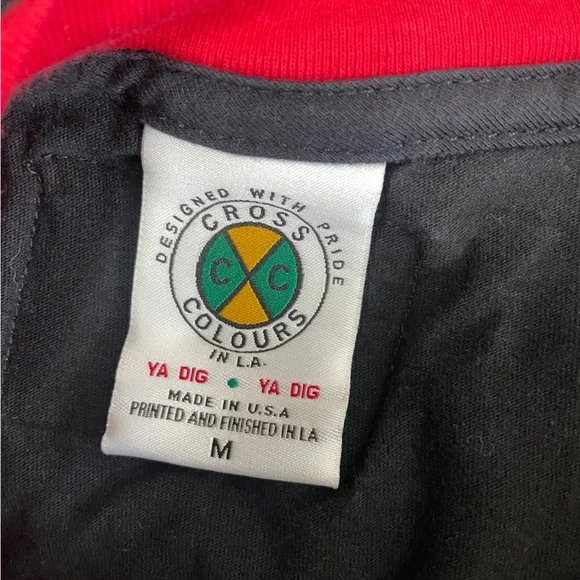 DESIGNED WITH PRIDE
CROSS
C C
COLOURS
IN L.A.
YA DIG • YA DIG
MADE IN U.S.A
PRINTED AND FINISHED IN LA
M